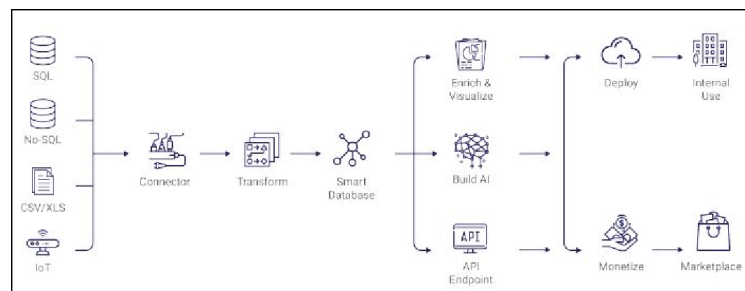 SQL
No-SQL
CSV/XLS
IoT
Connector
Transform
Smart
Database
Enrich &
Visualize
Build AI
API
API
Endpoint
Deploy
Internal
Use
$
Monetize
Marketplace